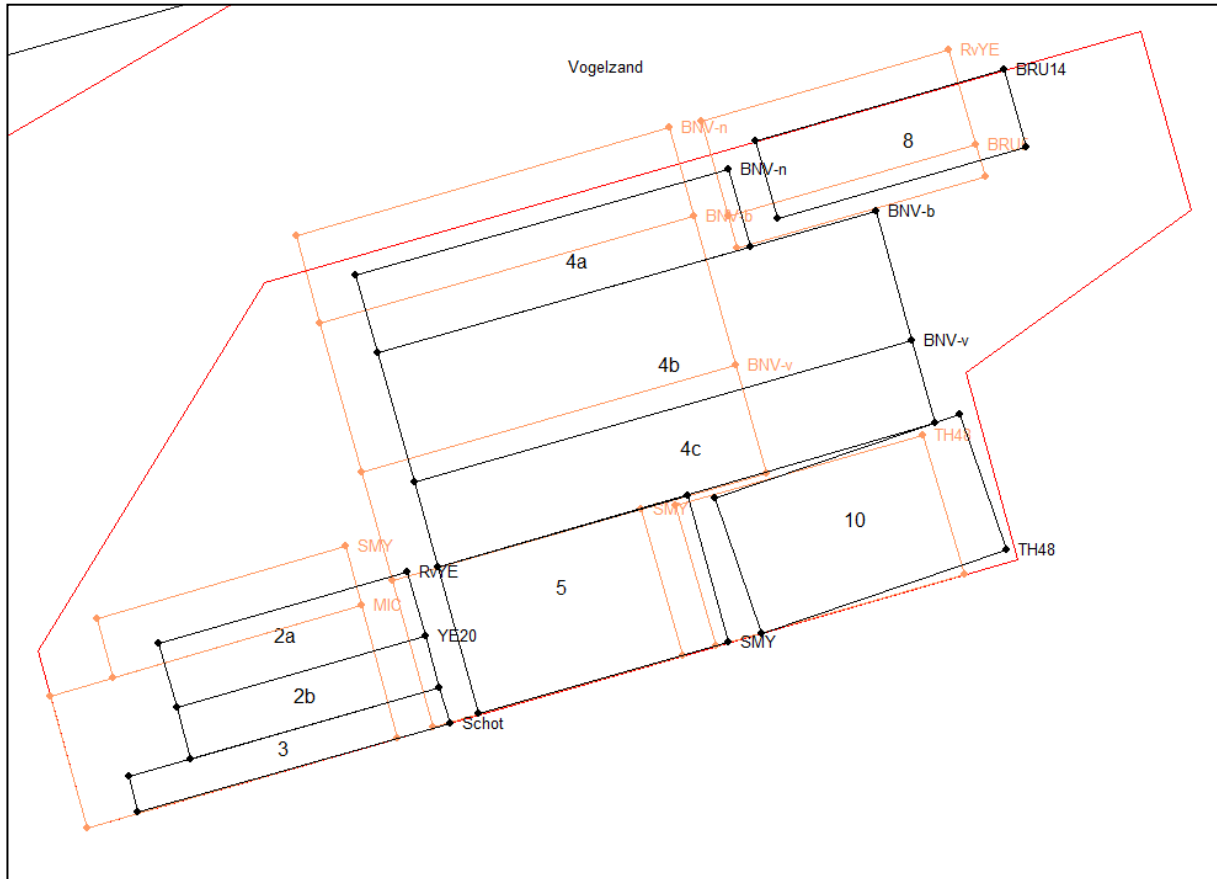 RvYE
Vogelzand
BRU14
BNV-n
8
BRU
BNV-n
BNV-b
BNV-b
4a
BNV-v
4b
BNV-v
TH48
4c
SMY
10
SMY
TH48
RvYE
5
MIC
2a
YE20
SMY
2b
Schot
3